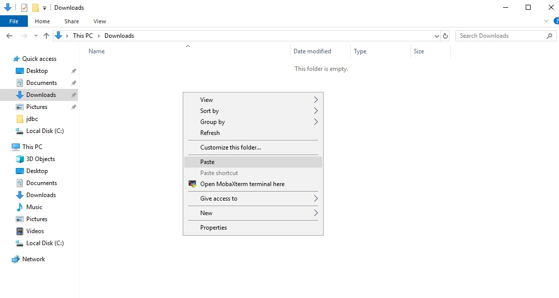 Downloads
File Home Share View
This PC Downloads Search Downloads
Name Date modified Type Size
This folder is empty.
Quick access
Desktop
Documents
Downloads
Pictures
jdbc
Local Disk (C:)
This PC
3D Objects
Desktop
Documents
Downloads
Music
Pictures
Videos
Local Disk (C:)
Network
View
Sort by
Group by
Refresh
Customize this folder...
Paste
Paste shortcut
Open MobaXterm terminal here
Give access to
New
Properties